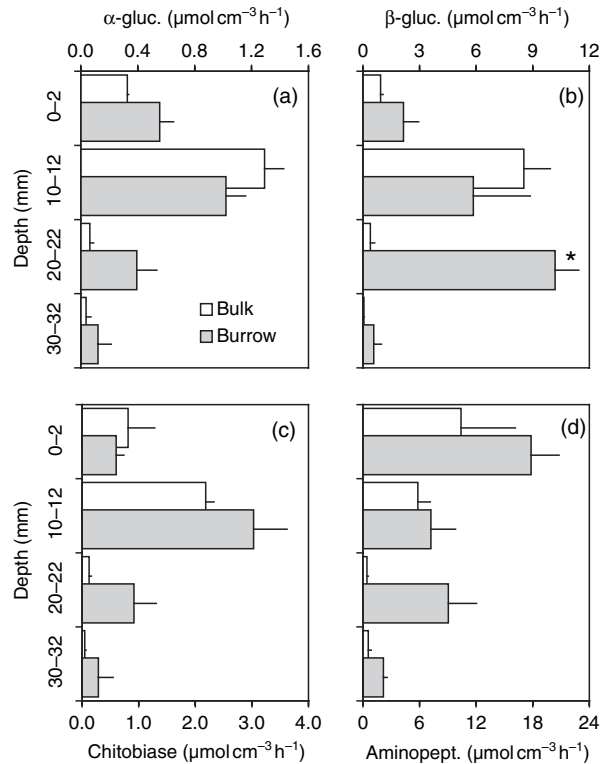 α-gluc. (μmol cm⁻³ h⁻¹)
β-gluc. (μmol cm⁻³ h⁻¹)
0.0 0.4 0.8 1.2 1.6
0 3 6 9 12
(a)
(b)
Depth (mm)
0–2
10–12
20–22
30–32
*
Bulk
Burrow
(c)
(d)
Depth (mm)
0–2
10–12
20–22
30–32
0.0 1.0 2.0 3.0 4.0
0 6 12 18 24
Chitobiase (μmol cm⁻³ h⁻¹)
Aminopept. (μmol cm⁻³ h⁻¹)